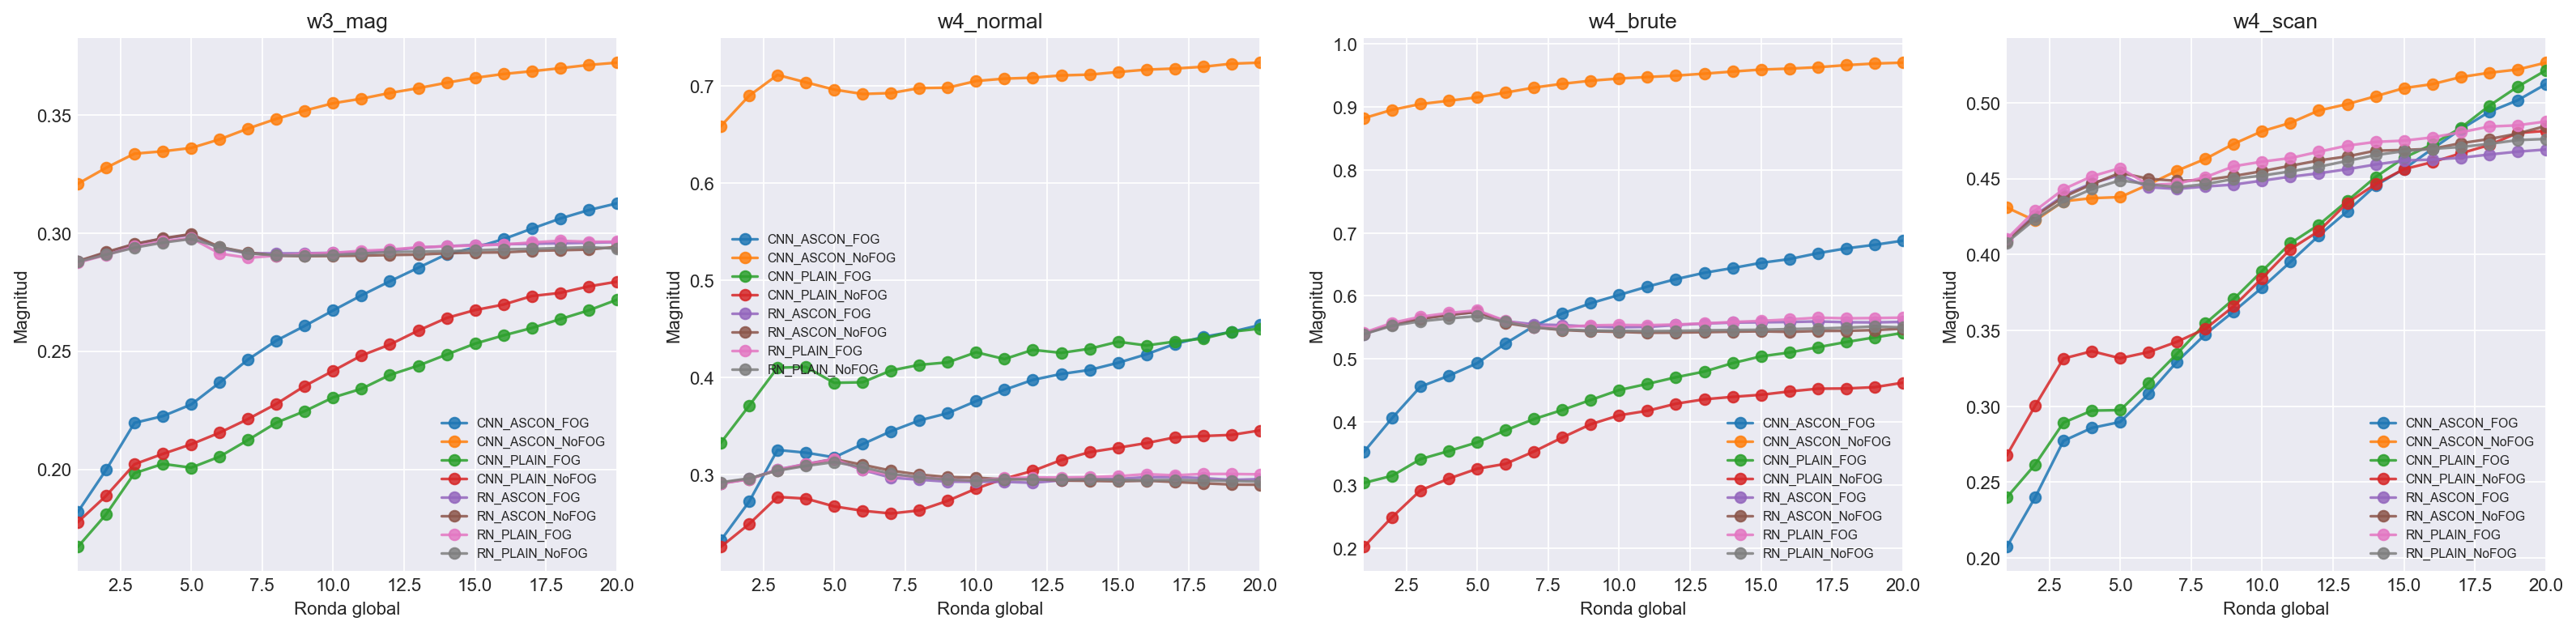 w3_mag
0.35
0.30
0.25
0.20
Magnitud
CNN_ASCON_FOG
CNN_ASCON_NoFOG
CNN_PLAIN_FOG
CNN_PLAIN_NoFOG
RN_ASCON_FOG
RN_ASCON_NoFOG
RN_PLAIN_FOG
RN_PLAIN_NoFOG
2.5 5.0 7.5 10.0 12.5 15.0 17.5 20.0
Ronda global
w4_normal
0.7
0.6
0.5
0.4
0.3
Magnitud
CNN_ASCON_FOG
CNN_ASCON_NoFOG
CNN_PLAIN_FOG
CNN_PLAIN_NoFOG
RN_ASCON_FOG
RN_ASCON_NoFOG
RN_PLAIN_FOG
RN_PLAIN_NoFOG
2.5 5.0 7.5 10.0 12.5 15.0 17.5 20.0
Ronda global
w4_brute
1.0
0.9
0.8
0.7
0.6
0.5
0.4
0.3
0.2
Magnitud
CNN_ASCON_FOG
CNN_ASCON_NoFOG
CNN_PLAIN_FOG
CNN_PLAIN_NoFOG
RN_ASCON_FOG
RN_ASCON_NoFOG
RN_PLAIN_FOG
RN_PLAIN_NoFOG
2.5 5.0 7.5 10.0 12.5 15.0 17.5 20.0
Ronda global
w4_scan
0.50
0.45
0.40
0.35
0.30
0.25
0.20
Magnitud
CNN_ASCON_FOG
CNN_ASCON_NoFOG
CNN_PLAIN_FOG
CNN_PLAIN_NoFOG
RN_ASCON_FOG
RN_ASCON_NoFOG
RN_PLAIN_FOG
RN_PLAIN_NoFOG
2.5 5.0 7.5 10.0 12.5 15.0 17.5 20.0
Ronda global